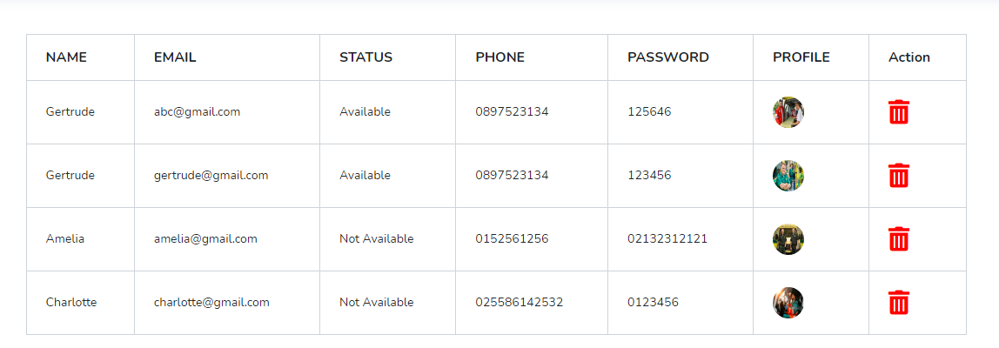 NAME EMAIL STATUS PHONE PASSWORD PROFILE Action
Gertrude abc@gmail.com Available 0897523134 125646
Gertrude gertrude@gmail.com Available 0897523134 123456
Amelia amelia@gmail.com Not Available 0152561256 02132312121
Charlotte charlotte@gmail.com Not Available 025586142532 0123456